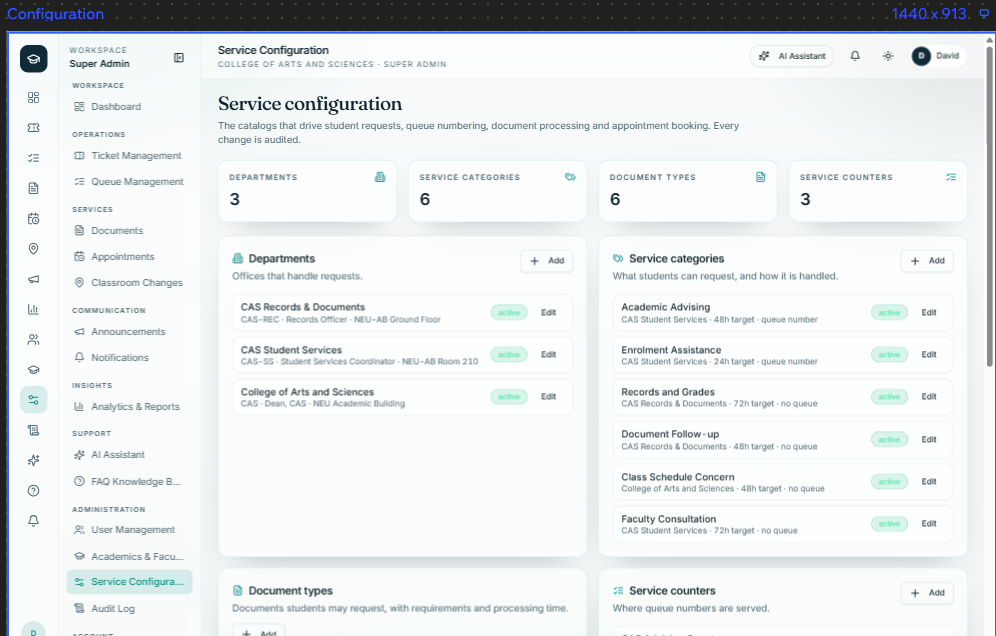 Configuration
1440 x 913
WORKSPACE
Super Admin
WORKSPACE
Dashboard
OPERATIONS
Ticket Management
Queue Management
SERVICES
Documents
Appointments
Classroom Changes
COMMUNICATION
Announcements
Notifications
INSIGHTS
Analytics & Reports
SUPPORT
AI Assistant
FAQ Knowledge B...
ADMINISTRATION
User Management
Academics & Facu...
Service Configura...
Audit Log
ACCOUNT
Service Configuration
COLLEGE OF ARTS AND SCIENCES · SUPER ADMIN
AI Assistant
D
David
Service configuration
The catalogs that drive student requests, queue numbering, document processing and appointment booking. Every
change is audited.
DEPARTMENTS
3
SERVICE CATEGORIES
6
DOCUMENT TYPES
6
SERVICE COUNTERS
3
Departments
+ Add
Offices that handle requests.
CAS Records & Documents
CAS-REC · Records Officer · NEU-AB Ground Floor
active
Edit
CAS Student Services
CAS-SS · Student Services Coordinator · NEU-AB Room 210
active
Edit
College of Arts and Sciences
CAS · Dean, CAS · NEU Academic Building
active
Edit
Service categories
+ Add
What students can request, and how it is handled.
Academic Advising
CAS Student Services · 48h target · queue number
active
Edit
Enrolment Assistance
CAS Student Services · 24h target · queue number
active
Edit
Records and Grades
CAS Records & Documents · 72h target · no queue
active
Edit
Document Follow-up
CAS Records & Documents · 48h target · no queue
active
Edit
Class Schedule Concern
College of Arts and Sciences · 48h target · no queue
active
Edit
Faculty Consultation
CAS Student Services · 72h target · no queue
active
Edit
Document types
Documents students may request, with requirements and processing time.
+ Add
Service counters
+ Add
Where queue numbers are served.
D